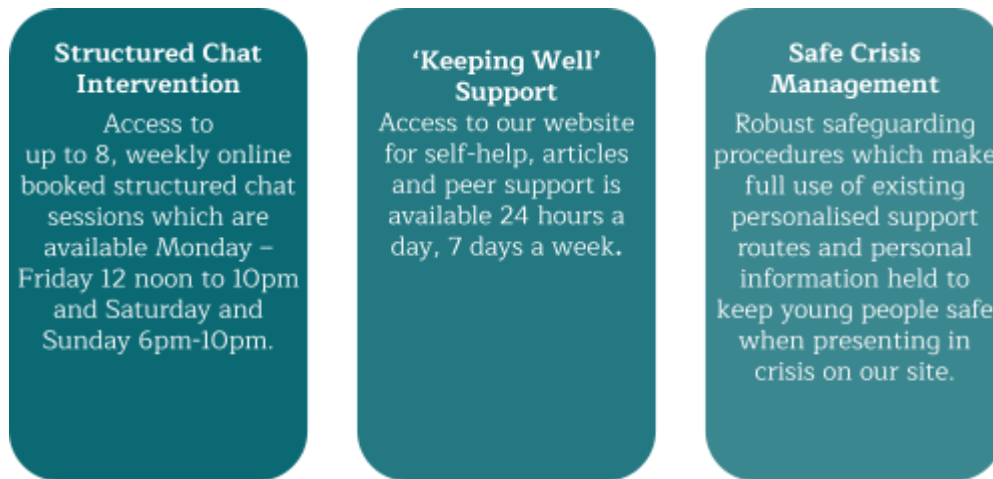 Structured Chat
Intervention
Access to
up to 8, weekly online
booked structured chat
sessions which are
available Monday –
Friday 12 noon to 10pm
and Saturday and
Sunday 6pm-10pm.
‘Keeping Well’
Support
Access to our website
for self-help, articles
and peer support is
available 24 hours a
day, 7 days a week.
Safe Crisis
Management
Robust safeguarding
procedures which make
full use of existing
personalised support
routes and personal
information held to
keep young people safe
when presenting in
crisis on our site.